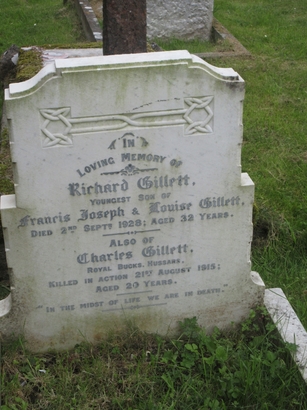 In
Loving Memory of
Richard Gillett.
Youngest Son of
Francis Joseph & Louise Gillett.
Died 2nd Septr 1928; Aged 32 Years.
Also of
Charles Gillett,
Royal Bucks. Hussars.
Killed in action 21st August 1915;
Aged 20 Years.
"In the midst of life we are in death."